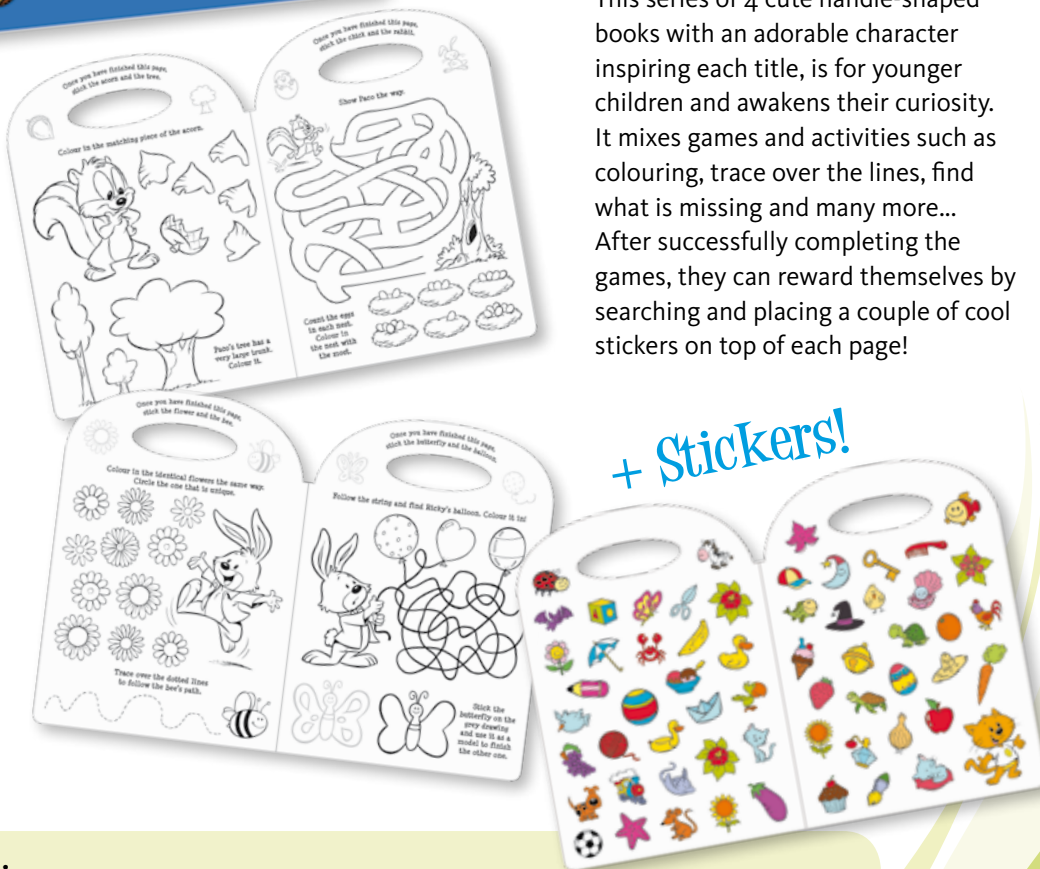 This series of 4 cute handle-shaped
books with an adorable character
inspiring each title, is for younger
children and awakens their curiosity.
It mixes games and activities such as
colouring, trace over the lines, find
what is missing and many more...
After successfully completing the
games, they can reward themselves by
searching and placing a couple of cool
stickers on top of each page!
Once you have finished this page,
stick the acorn and the tree.
Colour in the matching piece of the acorn.
Paco's tree has a
very large trunk.
Colour it.
Once you have finished this page,
stick the chick and the rabbit.
Show Paco the way.
Count the eggs
in each nest.
Colour in
the nest with
the most.
Once you have finished this page,
stick the flower and the bee.
Colour in the identical flowers the same way.
Circle the one that is unique.
Trace over the dotted lines
to follow the bee's path.
Once you have finished this page,
stick the butterfly and the balloon.
Follow the string and find Ricky's balloon. Colour it in!
Stick the
butterfly on the
grey drawing
and use it as a
model to finish
the other one.
+ Stickers!